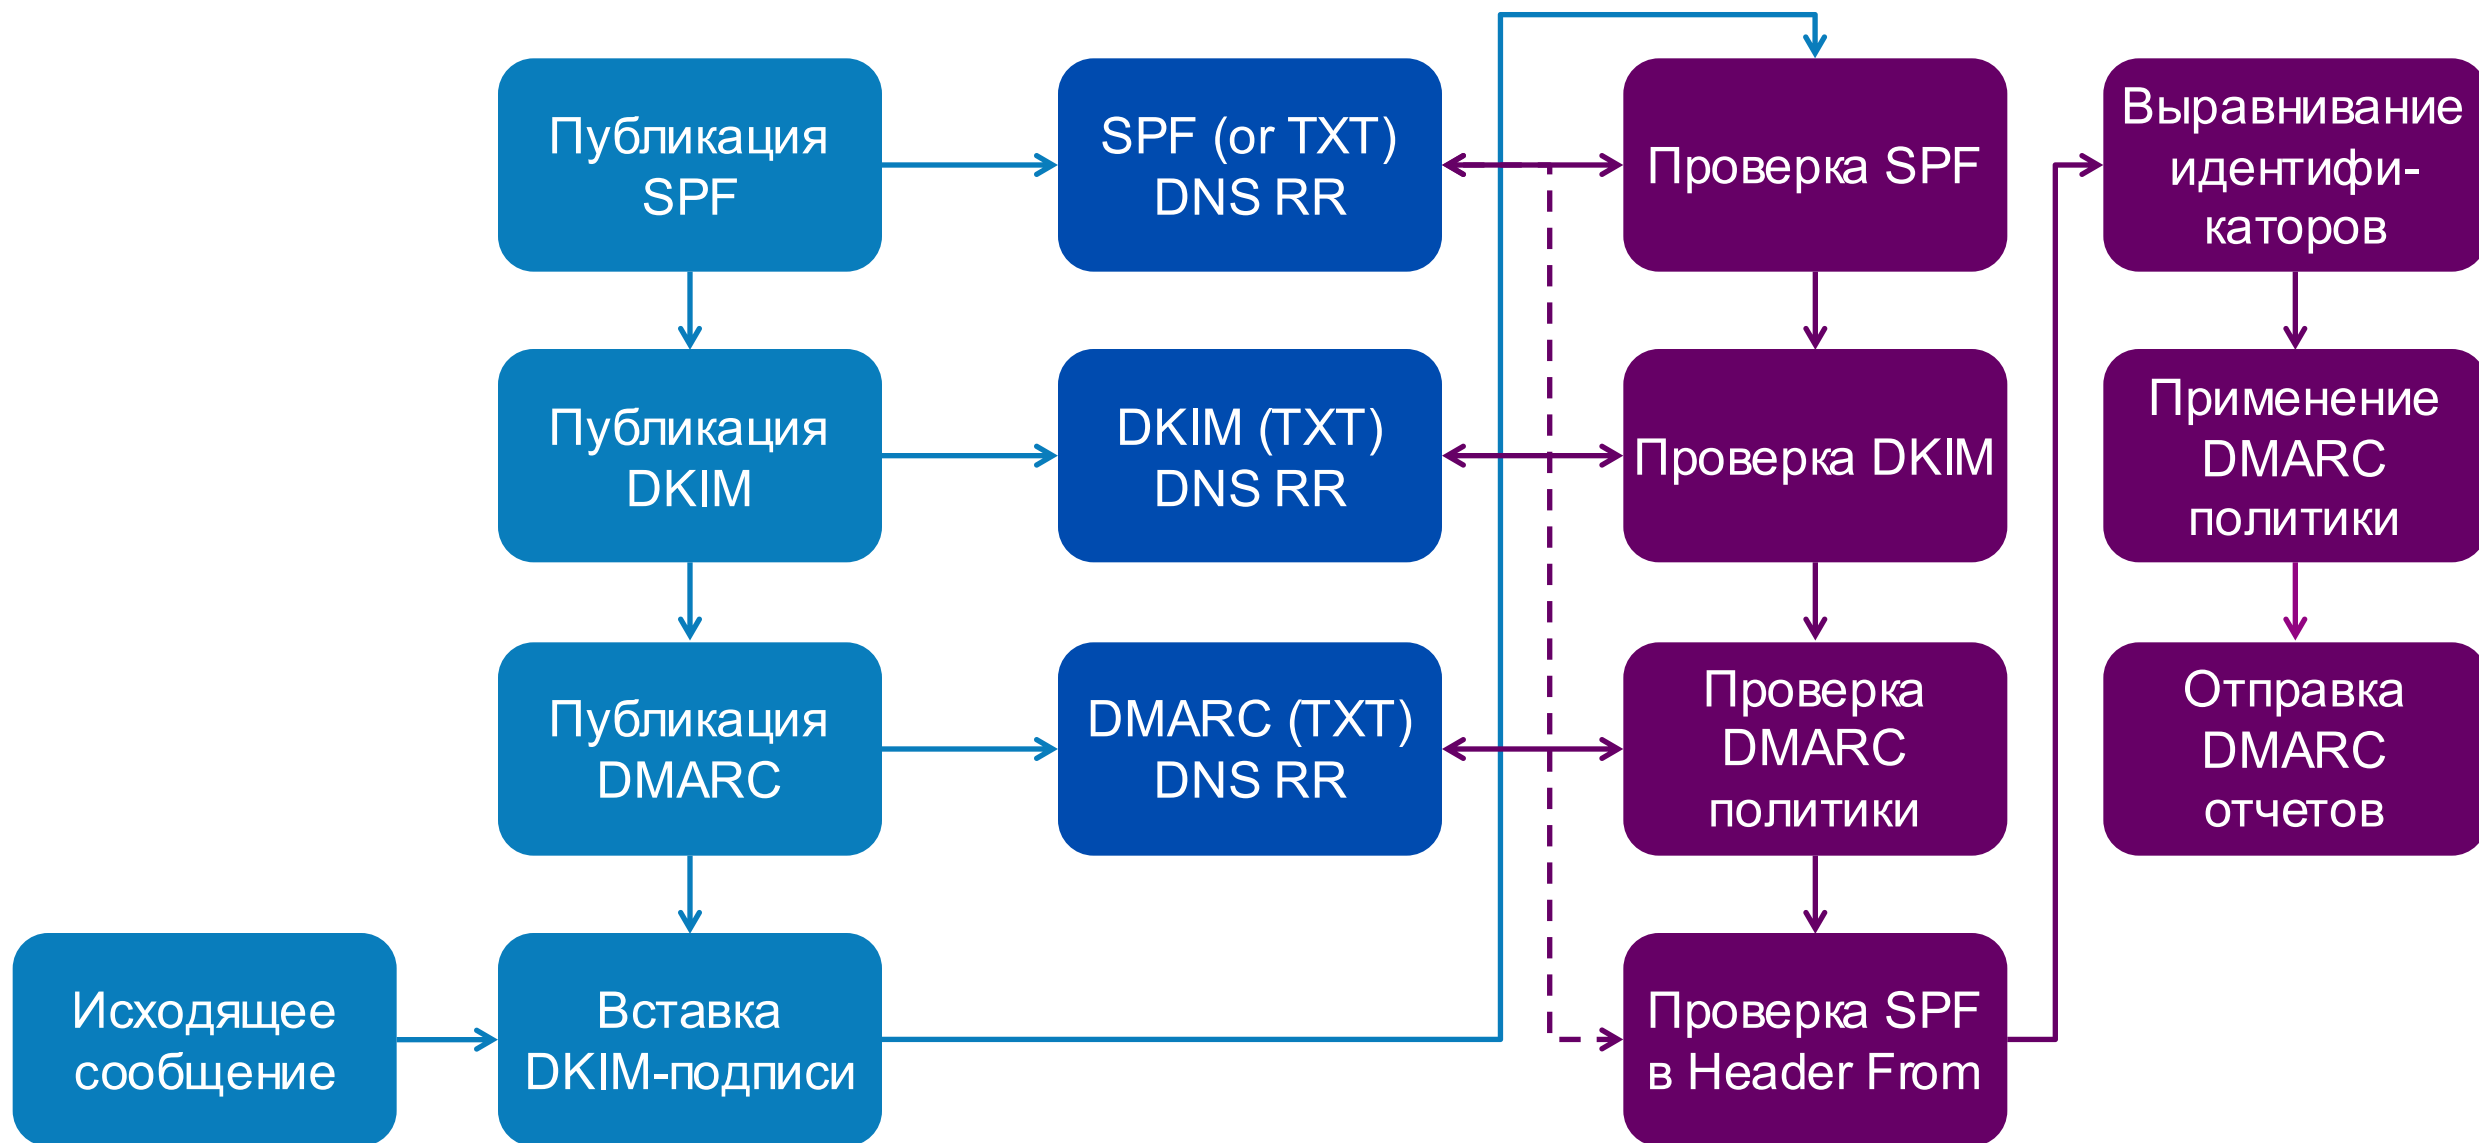 Публикация
SPF
SPF (or TXT)
DNS RR
Проверка SPF
Выравнивание
идентифи-
каторов
Публикация
DKIM
DKIM (TXT)
DNS RR
Проверка DKIM
Применение
DMARC
политики
Публикация
DMARC
DMARC (TXT)
DNS RR
Проверка
DMARC
политики
Отправка
DMARC
отчетов
Исходящее
сообщение
Вставка
DKIM-подписи
Проверка SPF
в Header From